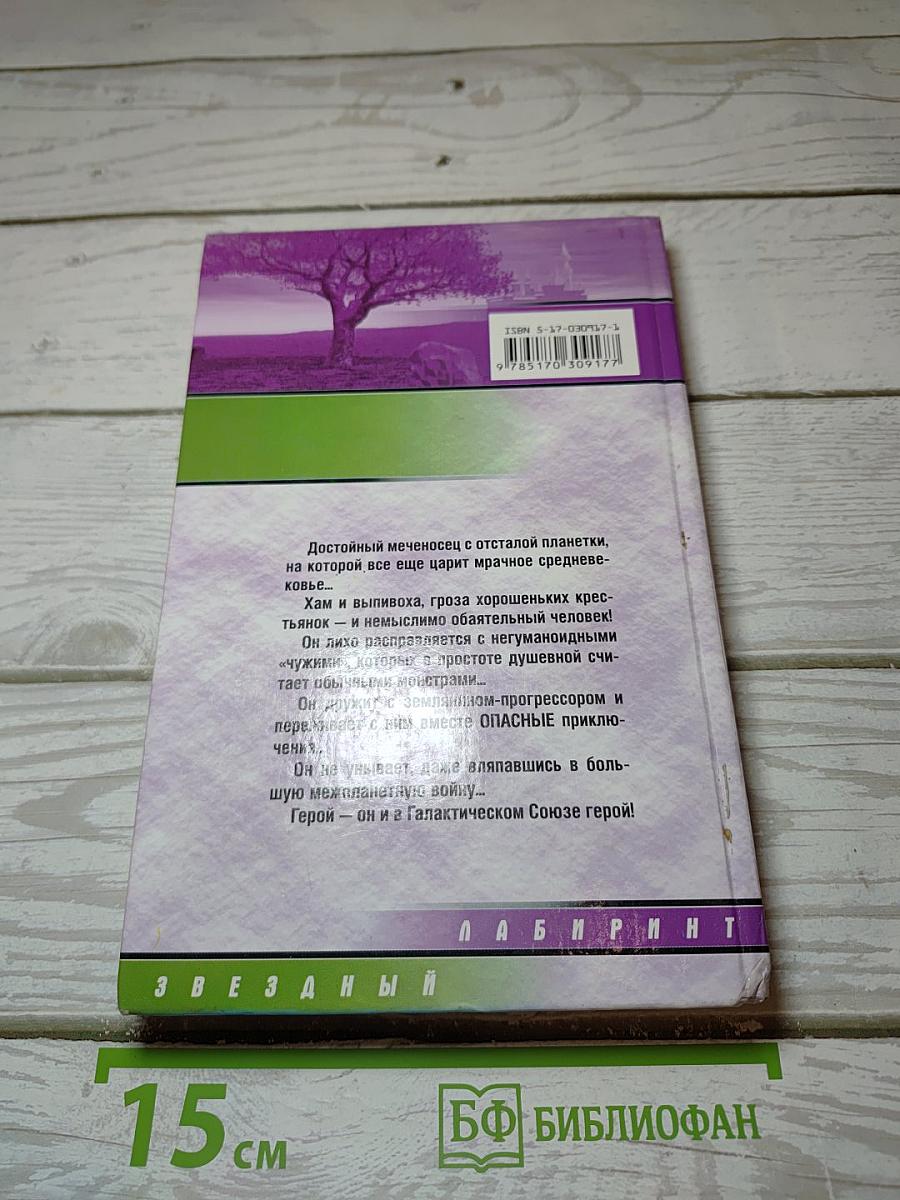 ISBN 5-17-030917-1
9 785170 309177
Достойный меченосец с отсталой планетки,
на которой все еще царит мрачное средневе-
ковье...
Хам и выпивоха, гроза хорошеньких крес-
тьянок — и немыслимо обаятельный человек!
Он лихо расправляется с негуманоидными
«чужими», которых в простоте душевной счи-
тает обычными монстрами...
Он дружит с землянином-прогрессором и
переживает с ним вместе ОПАСНЫЕ приклю-
чения...
Он не унывает, даже вляпавшись в боль-
шую межпланетную войну...
Герой — он и в Галактическом Союзе герой!
ЛАБИРИНТ
ЗВЕЗДНЫЙ
15 см
БФ БИБЛИОФАН